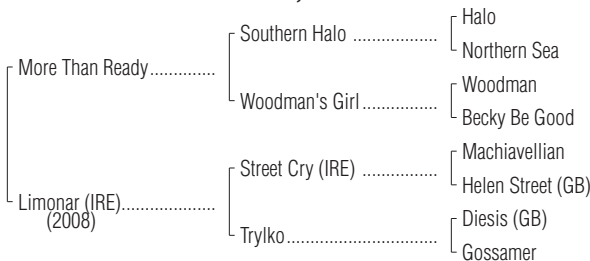 Halo
Southern Halo ..................
Northern Sea
More Than Ready..............
Woodman
Woodman's Girl................
Becky Be Good
Machiavellian
Street Cry (IRE) ................
Helen Street (GB)
Limonar (IRE)....................
(2008)
Diesis (GB)
Trylko................................
Gossamer